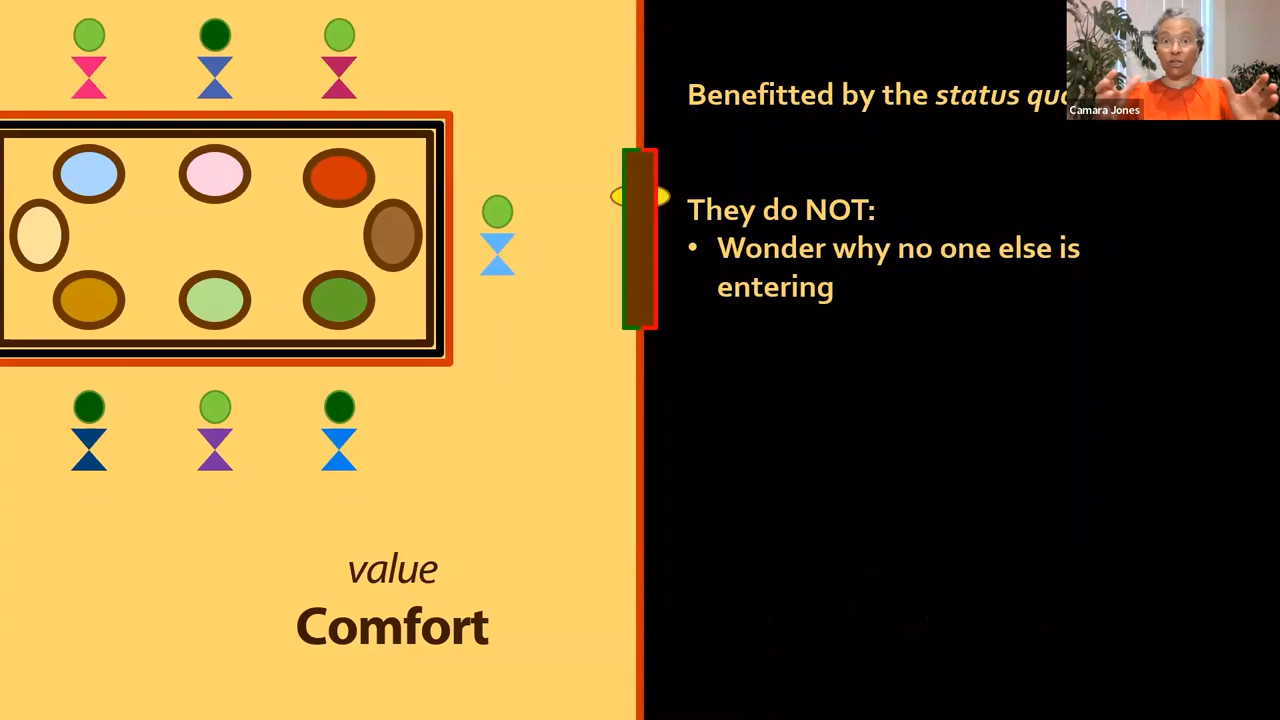 Benefitted by the status quo
Camara Jones
They do NOT:
• Wonder why no one else is
entering
value
Comfort